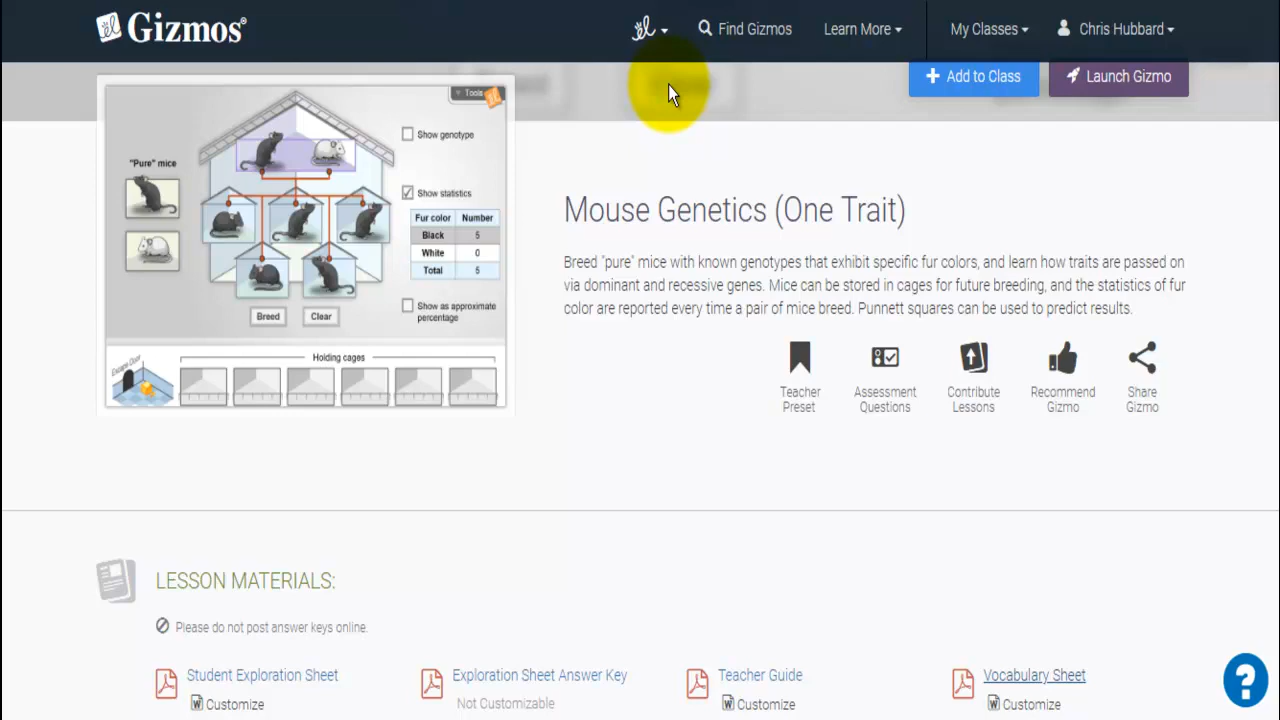 Gizmos®
Find Gizmos
Learn More
My Classes
Chris Hubbard
Add to Class
Launch Gizmo
Tools
"Pure" mice
Show genotype
Show statistics
Fur color Number
Black 5
White 0
Total 5
Show as approximate
percentage
Breed Clear
Escape Door
Holding cages
Mouse Genetics (One Trait)
Breed "pure" mice with known genotypes that exhibit specific fur colors, and learn how traits are passed on
via dominant and recessive genes. Mice can be stored in cages for future breeding, and the statistics of fur
color are reported every time a pair of mice breed. Punnett squares can be used to predict results.
Teacher
Preset
Assessment
Questions
Contribute
Lessons
Recommend
Gizmo
Share
Gizmo
LESSON MATERIALS:
Please do not post answer keys online.
Student Exploration Sheet
Customize
Exploration Sheet Answer Key
Not Customizable
Teacher Guide
Customize
Vocabulary Sheet
Customize
?